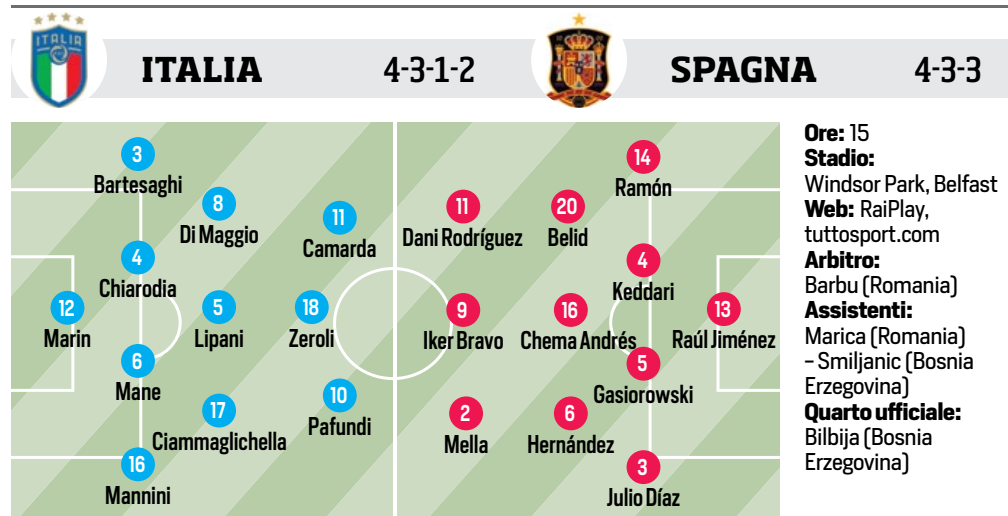 ITALIA
ITALIA 4-3-1-2
SPAGNA 4-3-3
3
Bartesaghi
8
Di Maggio
11
Camarda
4
Chiarodia
12
Marin
5
Lipani
18
Zeroli
6
Mane
17
Ciammaglichella
10
Pafundi
16
Mannini
14
Ramón
11
Dani Rodríguez
20
Belid
4
Keddari
9
Iker Bravo
16
Chema Andrés
13
Raúl Jiménez
5
Gasiorowski
2
Mella
6
Hernández
3
Julio Díaz
Ore: 15
Stadio:
Windsor Park, Belfast
Web: RaiPlay,
tuttosport.com
Arbitro:
Barbu (Romania)
Assistenti:
Marica (Romania)
– Smiljanic (Bosnia
Erzegovina)
Quarto ufficiale:
Bilbija (Bosnia
Erzegovina)